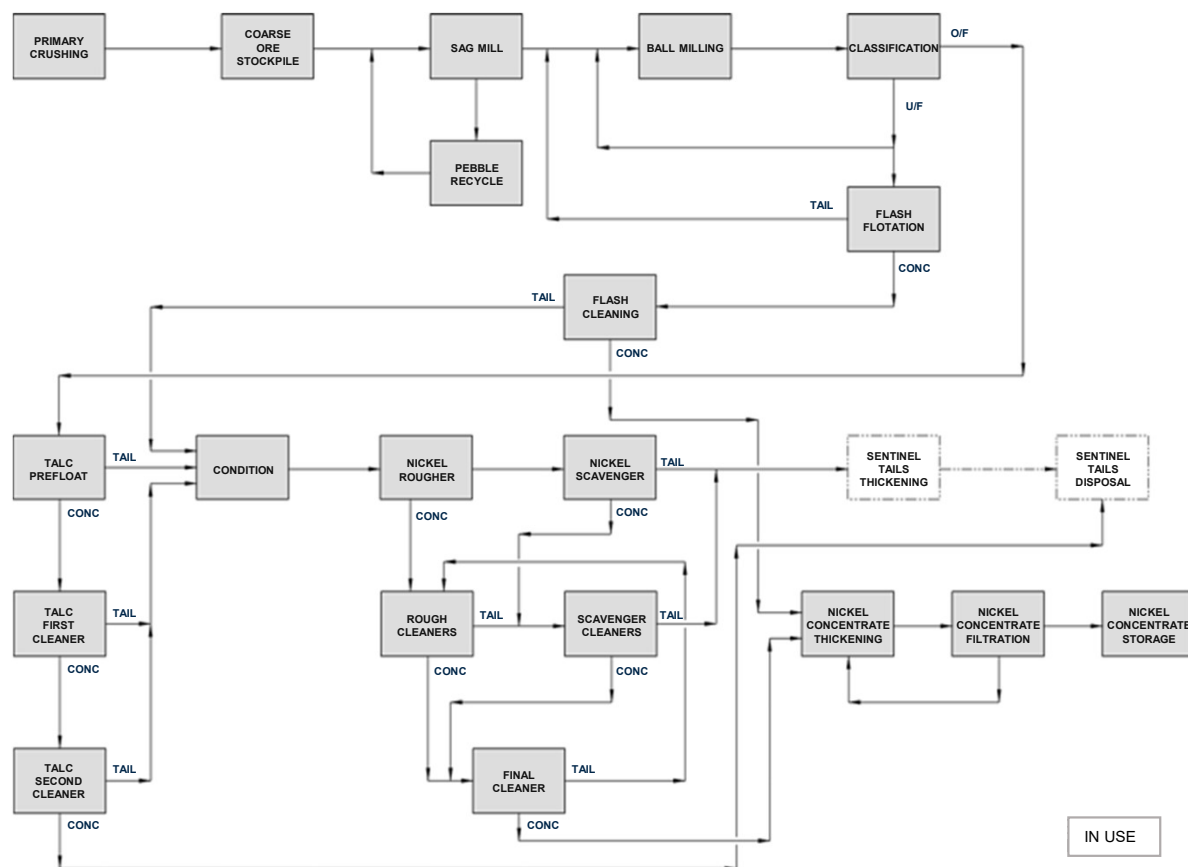 PRIMARY
CRUSHING
COARSE
ORE
STOCKPILE
SAG MILL
BALL MILLING
CLASSIFICATION
O/F
U/F
PEBBLE
RECYCLE
TAIL
FLASH
FLOTATION
CONC
TAIL
FLASH
CLEANING
CONC
TALC
PREFLOAT
TAIL
CONDITION
NICKEL
ROUGHER
NICKEL
SCAVENGER
TAIL
SENTINEL
TAILS
THICKENING
SENTINEL
TAILS
DISPOSAL
CONC
CONC
CONC
TALC
FIRST
CLEANER
TAIL
ROUGH
CLEANERS
TAIL
SCAVENGER
CLEANERS
TAIL
NICKEL
CONCENTRATE
THICKENING
NICKEL
CONCENTRATE
FILTRATION
NICKEL
CONCENTRATE
STORAGE
CONC
CONC
CONC
TALC
SECOND
CLEANER
TAIL
FINAL
CLEANER
TAIL
CONC
CONC
IN USE